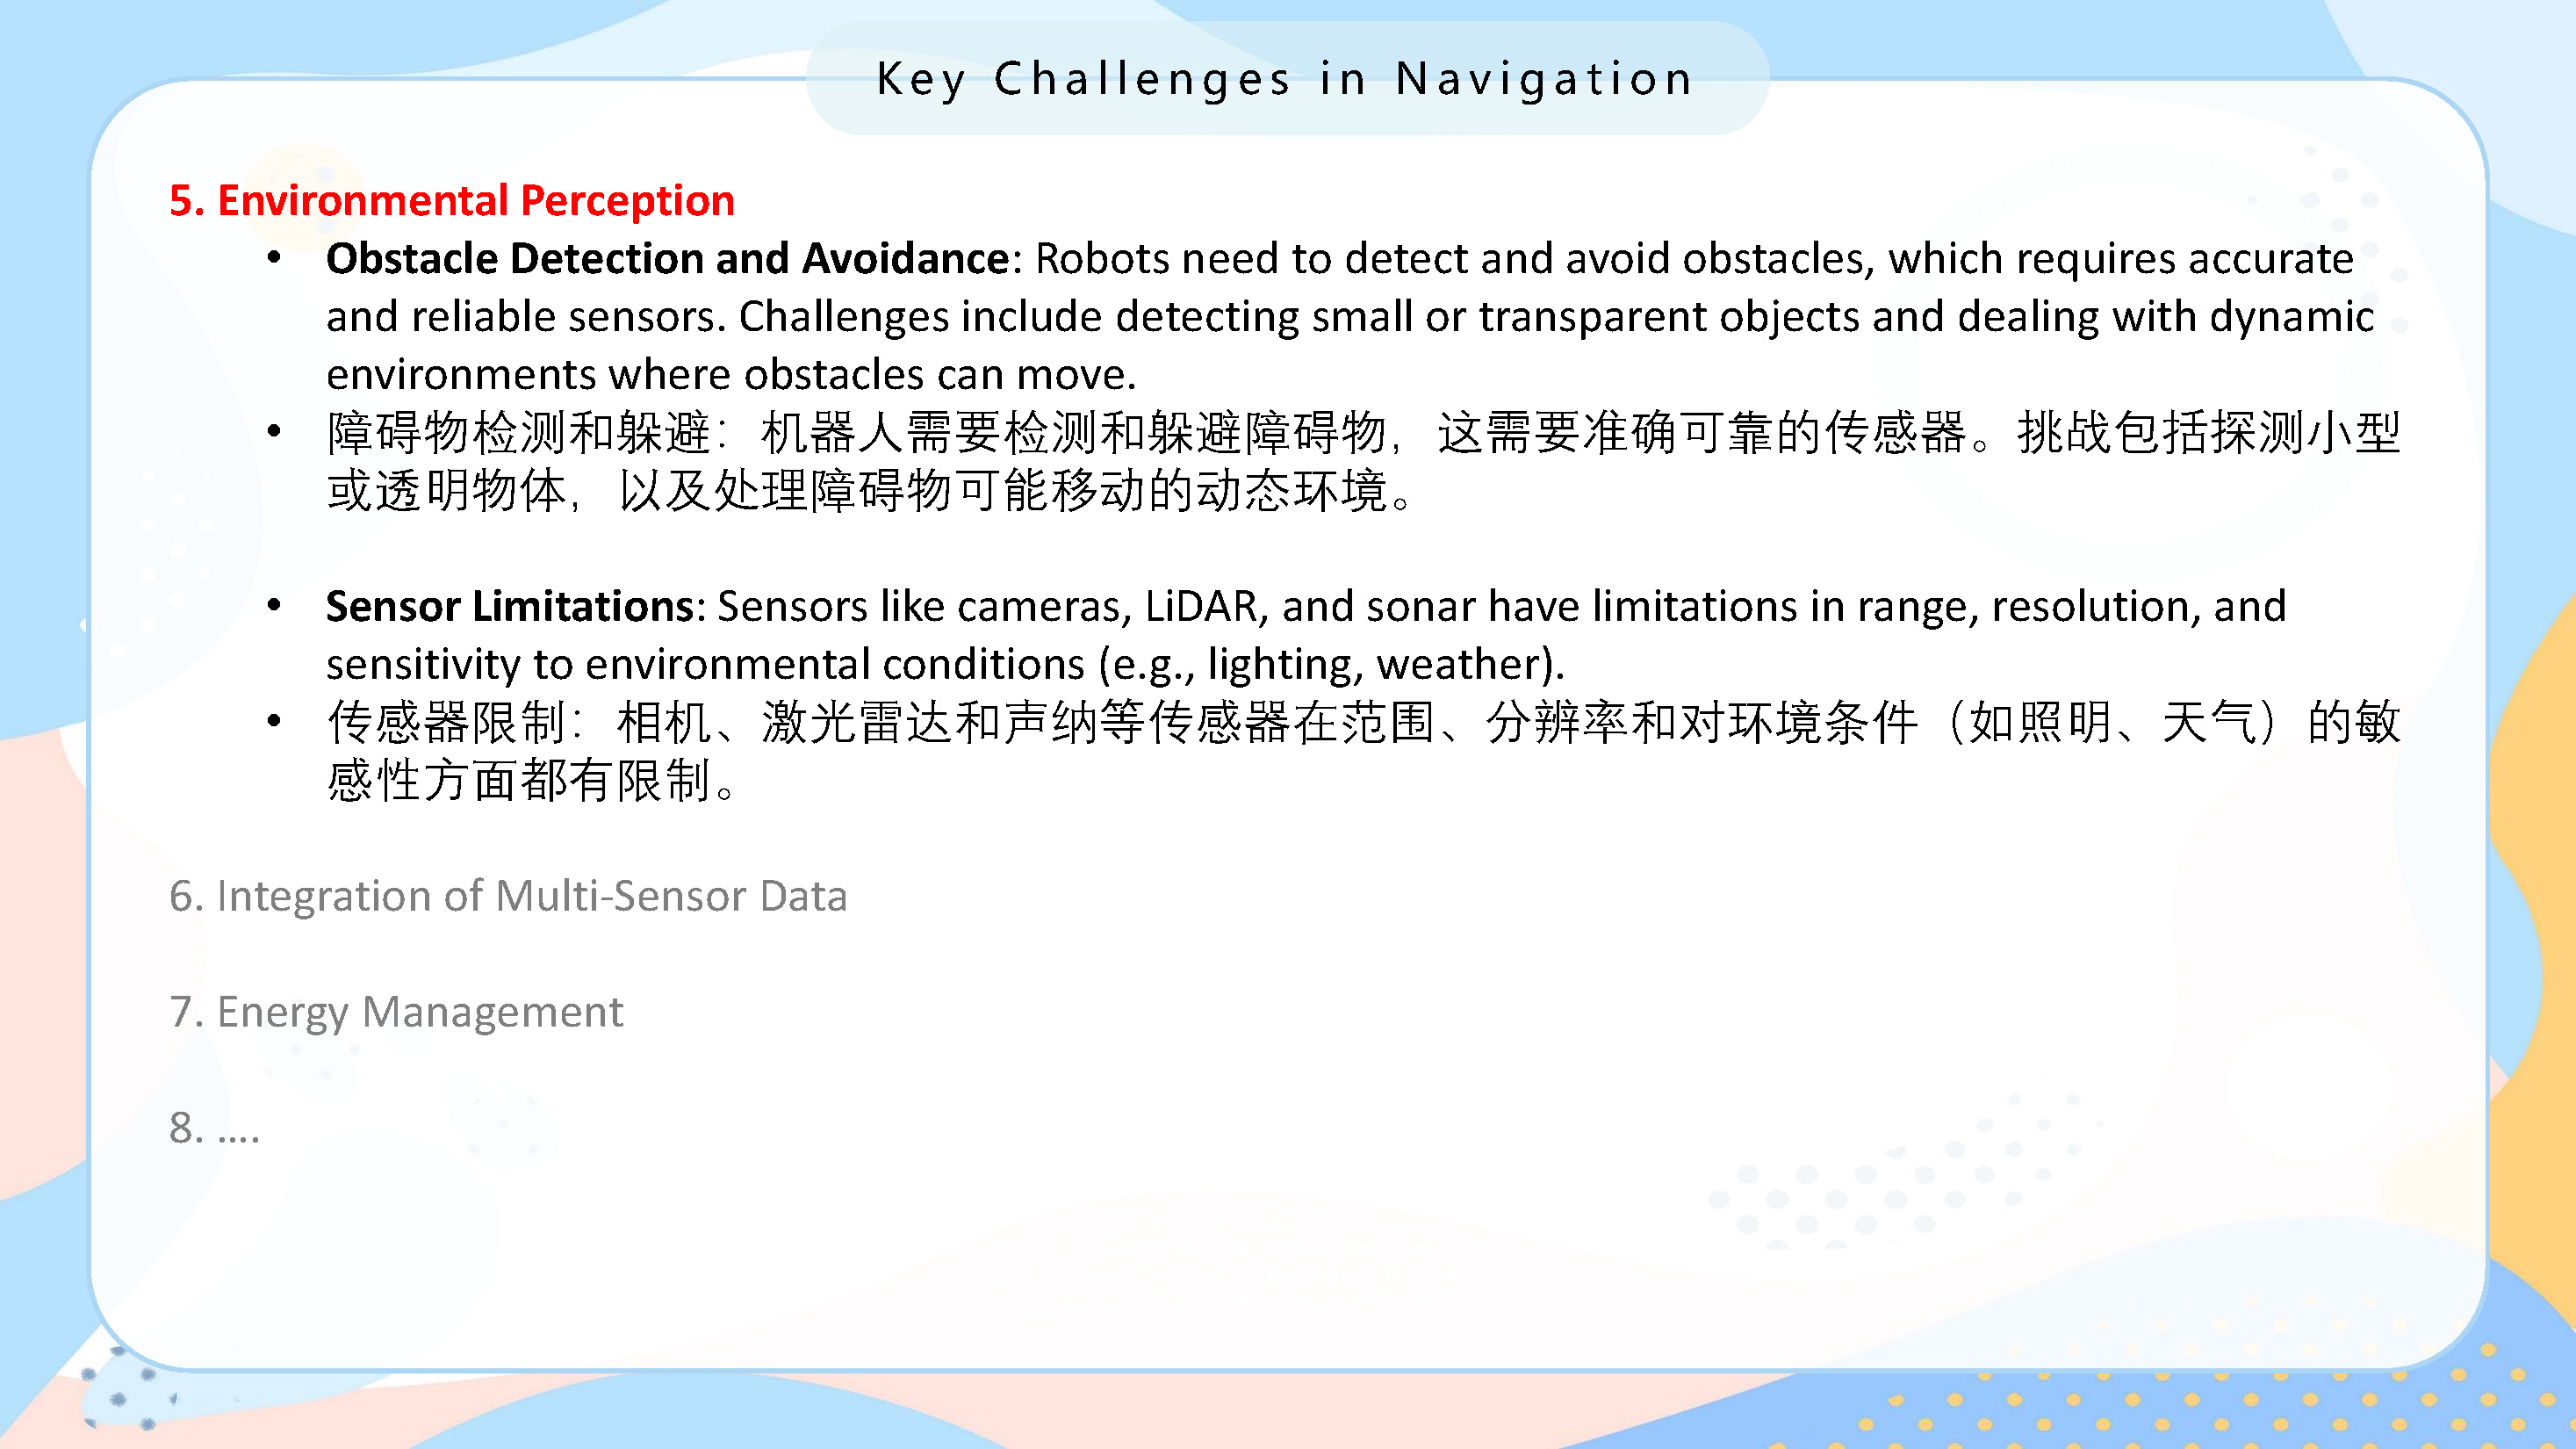 Key Challenges in Navigation
5. Environmental Perception
• Obstacle Detection and Avoidance: Robots need to detect and avoid obstacles, which requires accurate
and reliable sensors. Challenges include detecting small or transparent objects and dealing with dynamic
environments where obstacles can move.
• 障碍物检测和躲避：机器人需要检测和躲避障碍物，这需要准确可靠的传感器。挑战包括探测小型
或透明物体，以及处理障碍物可能移动的动态环境。
• Sensor Limitations: Sensors like cameras, LiDAR, and sonar have limitations in range, resolution, and
sensitivity to environmental conditions (e.g., lighting, weather).
• 传感器限制：相机、激光雷达和声纳等传感器在范围、分辨率和对环境条件（如照明、天气）的敏
感性方面都有限制。
6. Integration of Multi-Sensor Data
7. Energy Management
8. ....